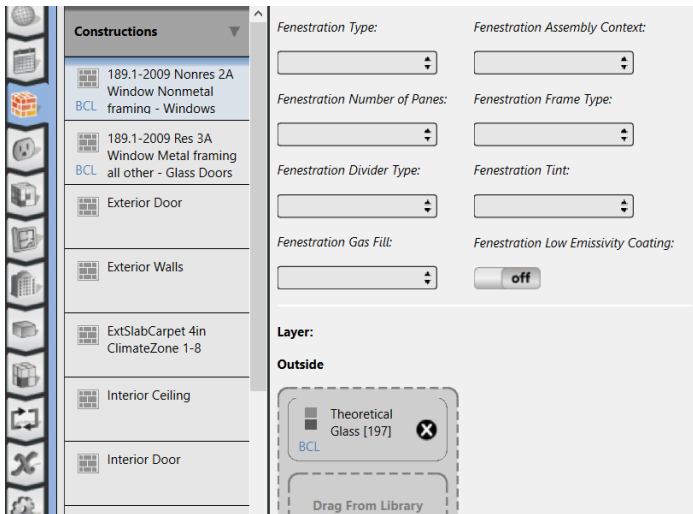 Constructions
189.1-2009 Nonres 2A
Window Nonmetal
BCL framing - Windows
189.1-2009 Res 3A
Window Metal framing
BCL all other - Glass Doors
Exterior Door
Exterior Walls
ExtSlabCarpet 4in
ClimateZone 1-8
Interior Ceiling
Interior Door
Fenestration Type: Fenestration Assembly Context:
Fenestration Number of Panes: Fenestration Frame Type:
Fenestration Divider Type: Fenestration Tint:
Fenestration Gas Fill: Fenestration Low Emissivity Coating:
off
Layer:
Outside
Theoretical
Glass [197]
BCL
Drag From Library